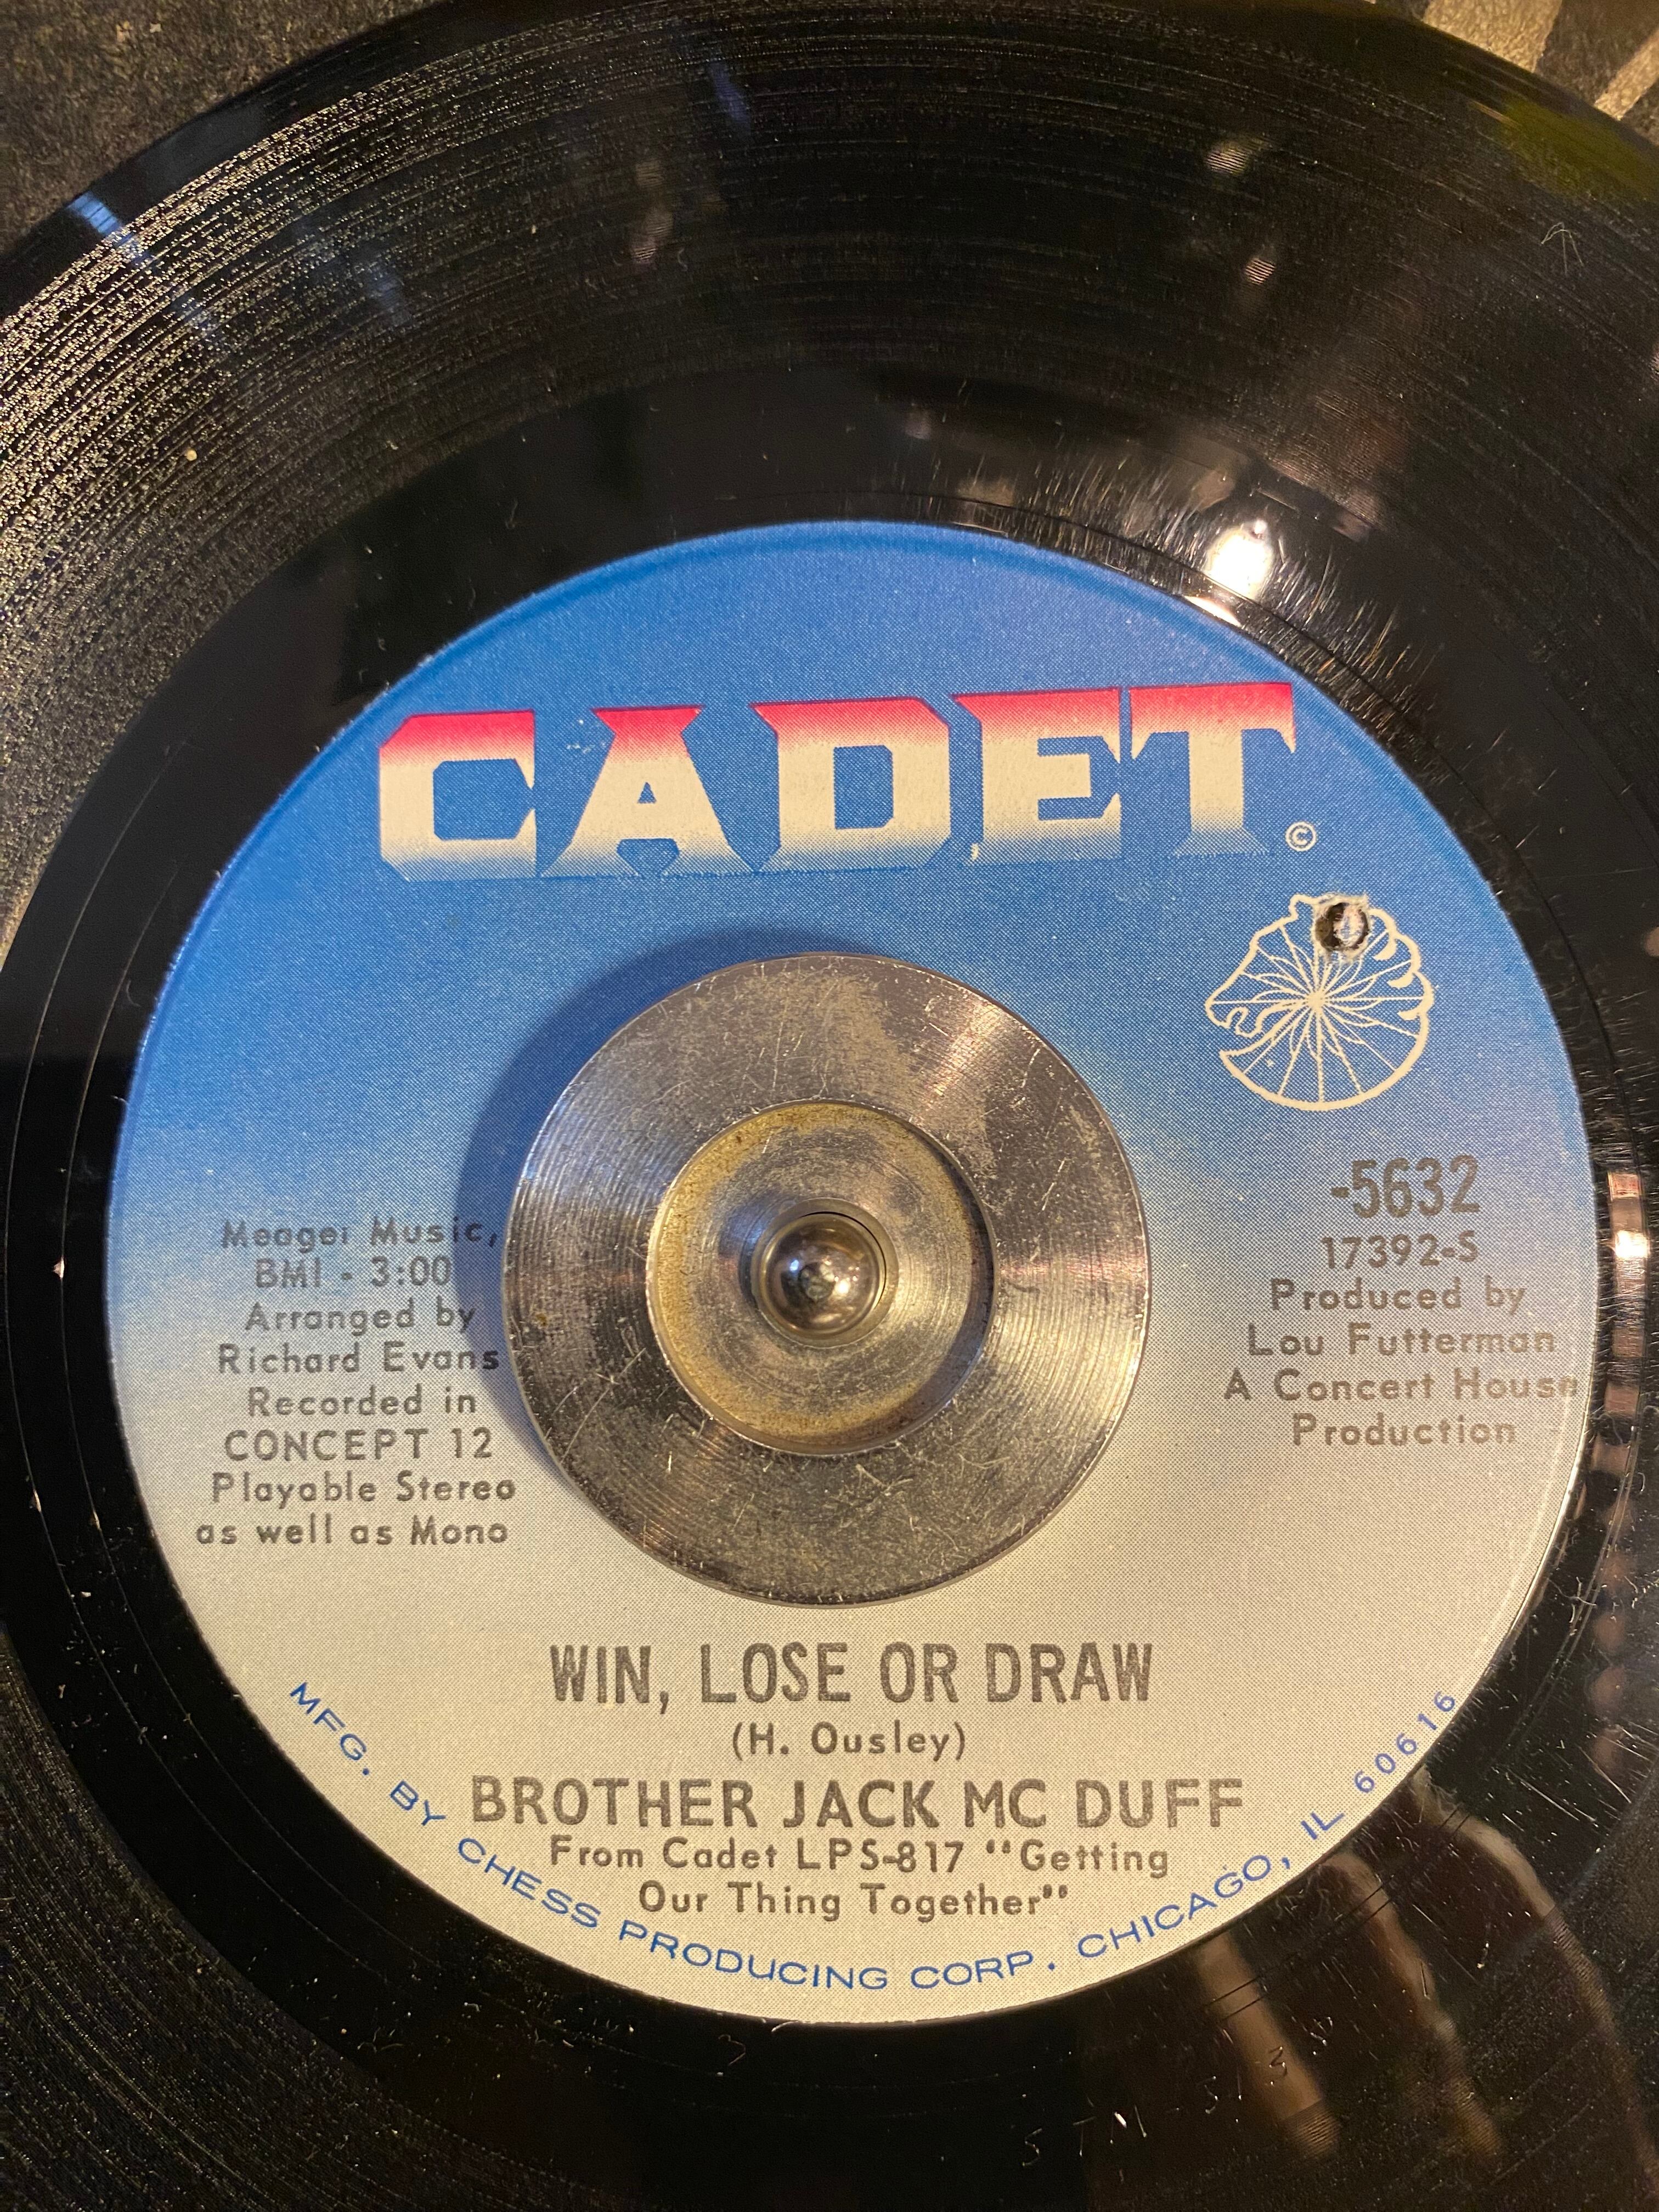 CADET
©
Meager Music,
BMI - 3:00
Arranged by
Richard Evans
Recorded in
CONCEPT 12
Playable Stereo
as well as Mono
-5632
17392-S
Produced by
Lou Futterman
A Concert House
Production
WIN, LOSE OR DRAW
(H. Ousley)
BROTHER JACK MC DUFF
From Cadet LPS-817 "Getting
Our Thing Together"
MFG. BY CHESS PRODUCING CORP. CHICAGO, IL 60616